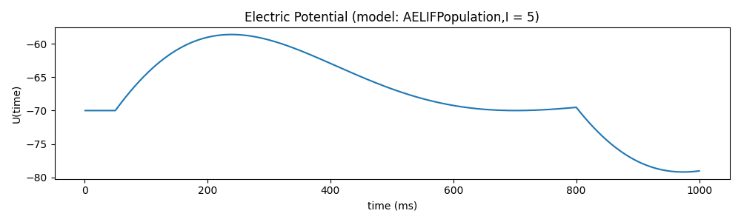 Electric Potential (model: AELIFPopulation,I = 5)
−60
−65
−70
−75
−80
U(time)
0 200 400 600 800 1000
time (ms)